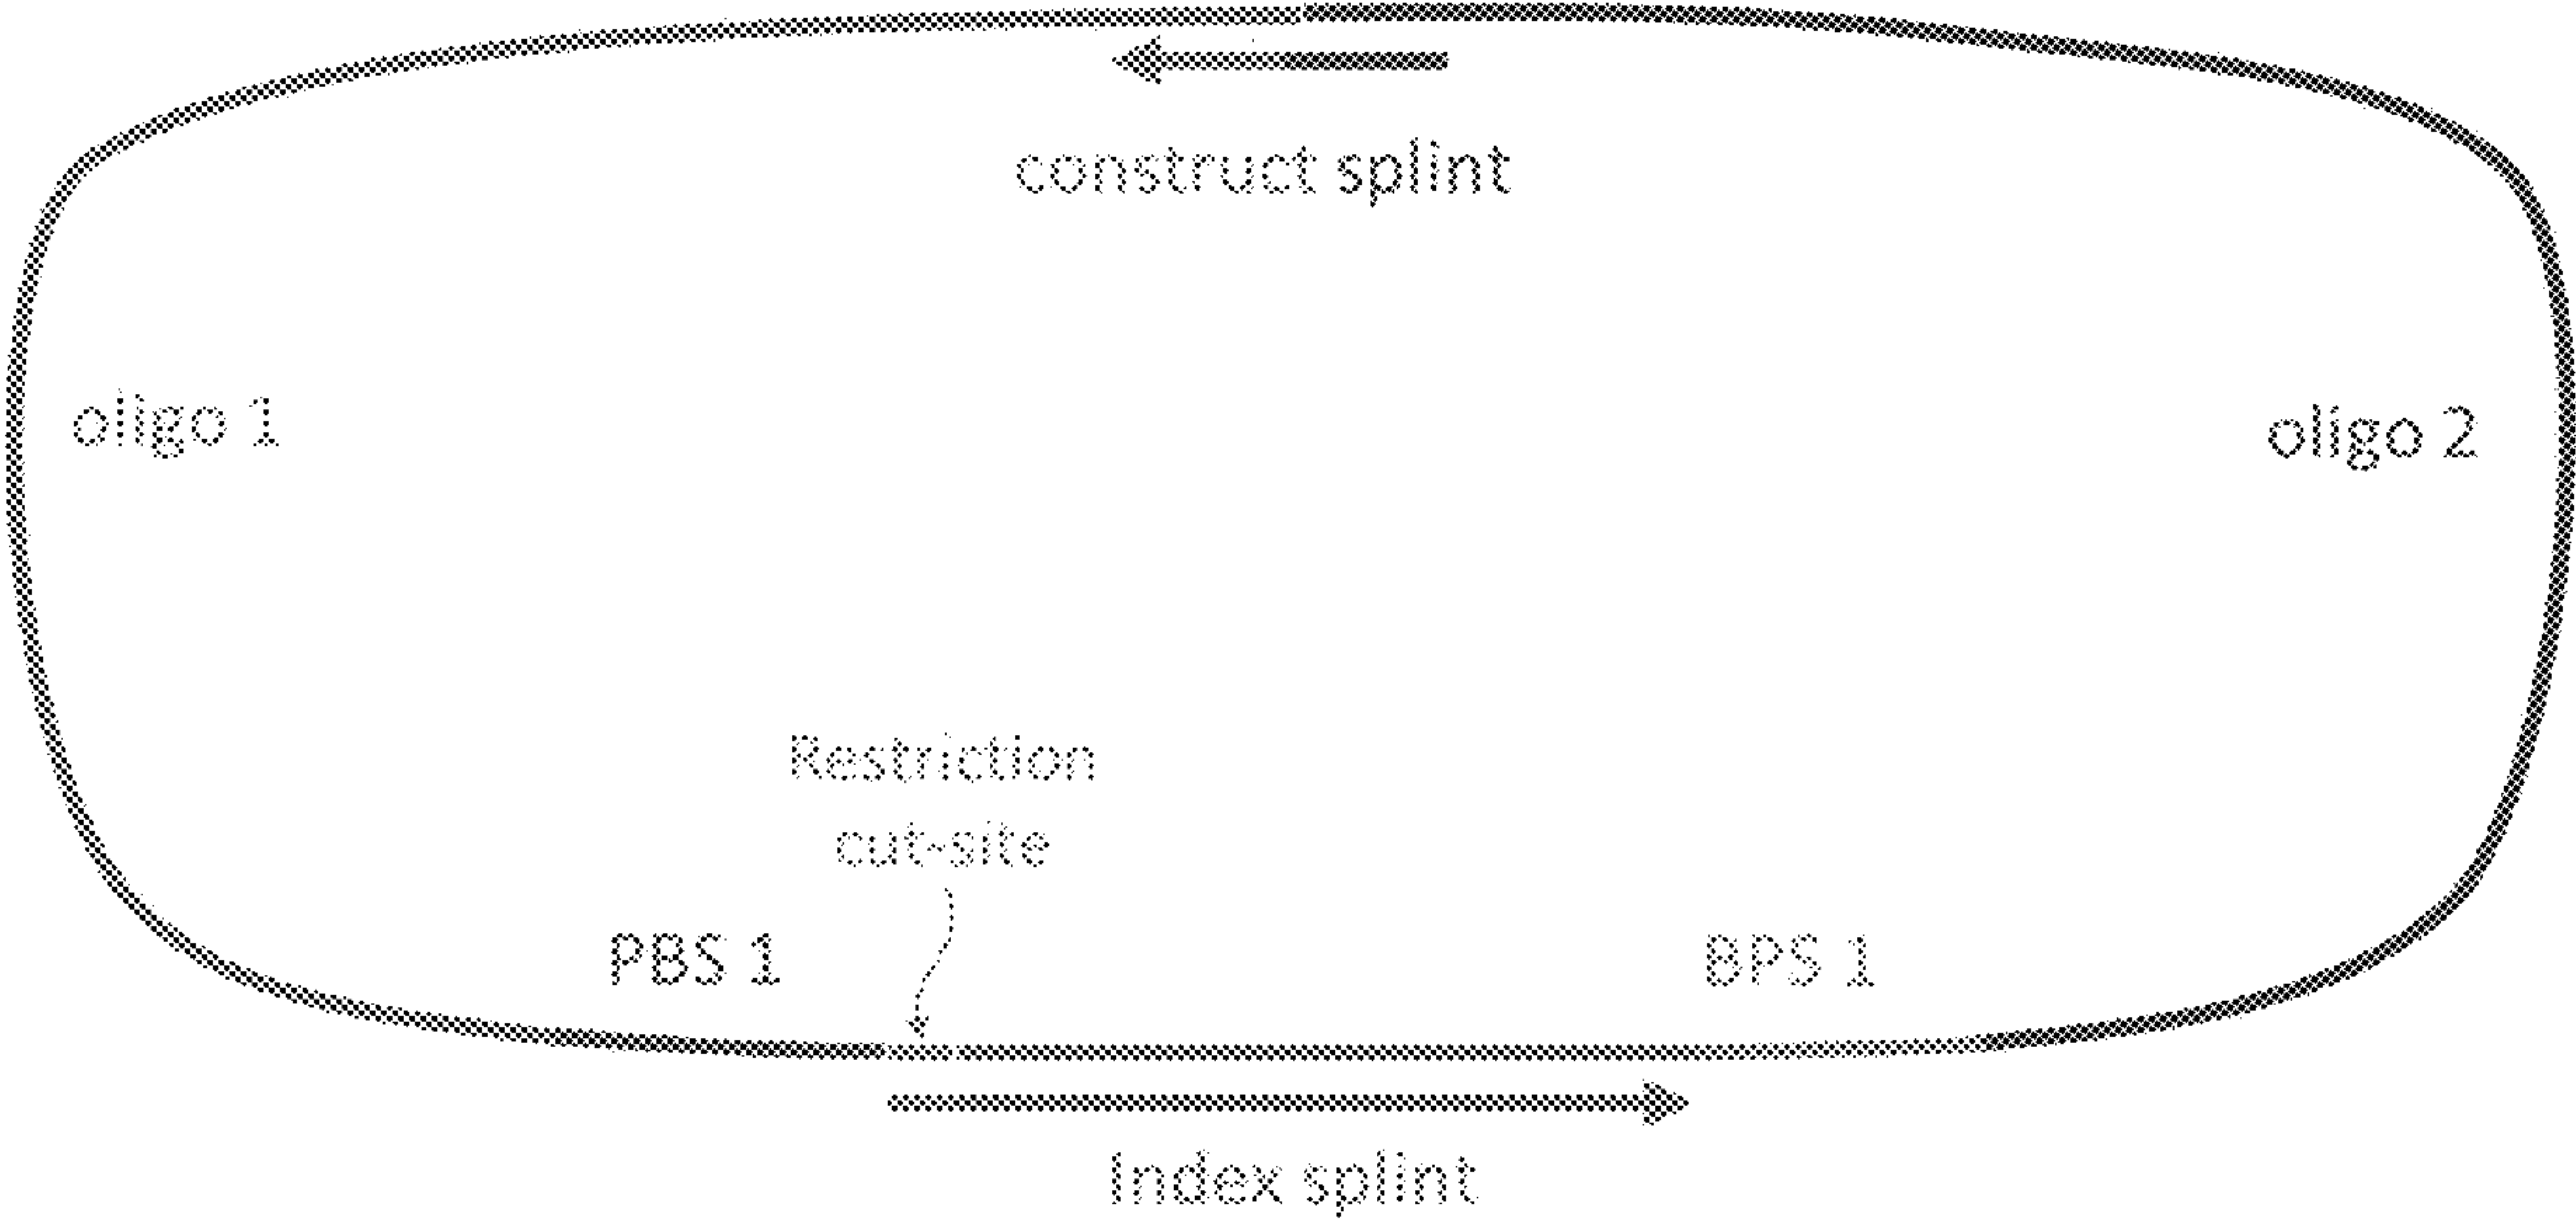 construct splint
oligo 1
oligo 2
Restriction
cut-site
PBS 1
BPS 1
Index splint